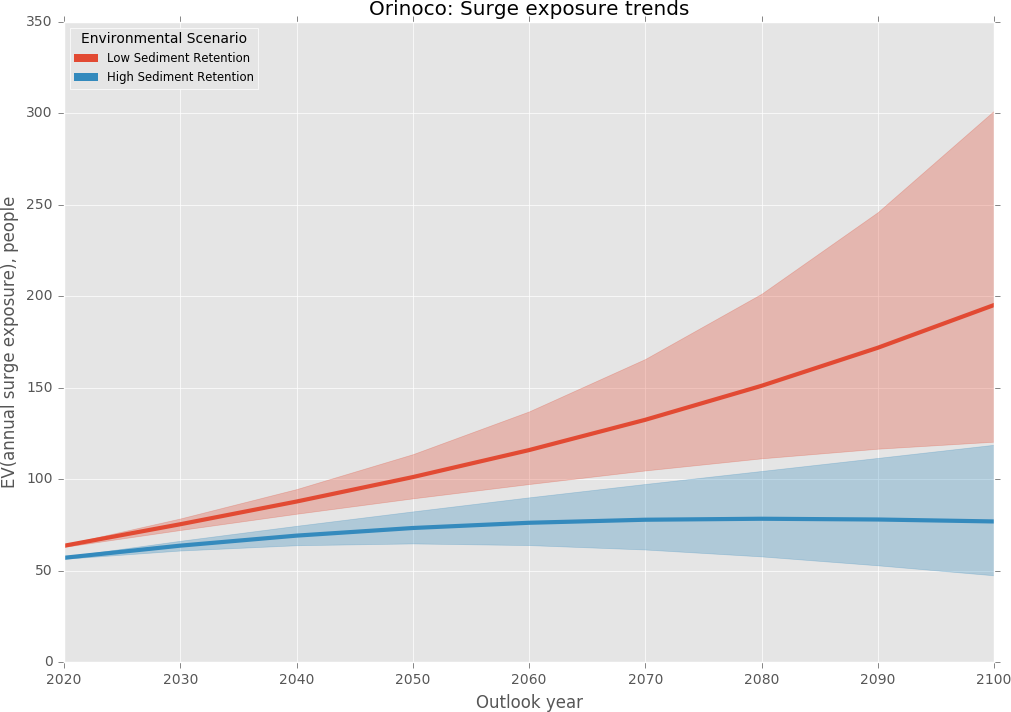 Orinoco: Surge exposure trends
Environmental Scenario
Low Sediment Retention
High Sediment Retention
EV(annual surge exposure), people
350
300
250
200
150
100
50
0
2020 2030 2040 2050 2060 2070 2080 2090 2100
Outlook year